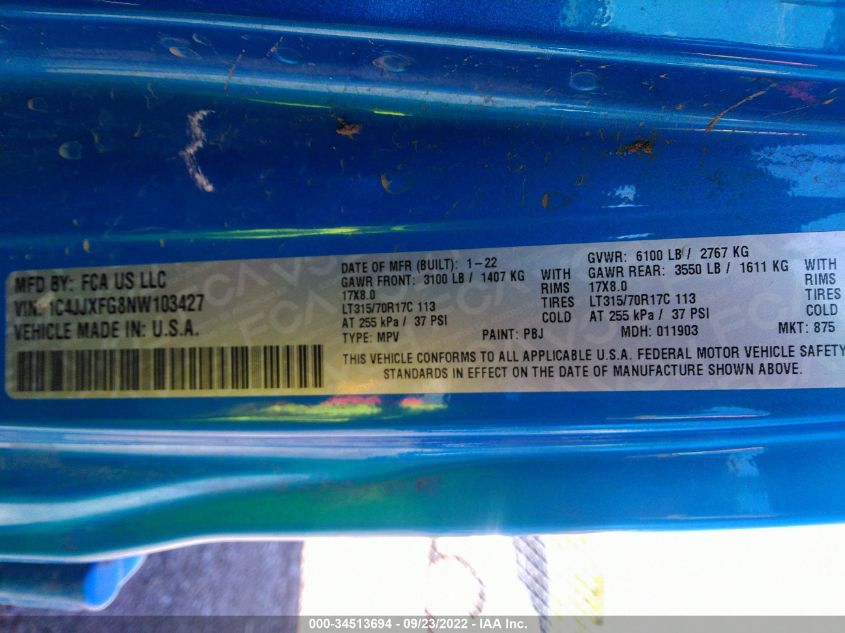 MFD BY: FCA US LLC
VIN: 1C4JJXFG8NW103427
VEHICLE MADE IN: U.S.A.
DATE OF MFR (BUILT): 1-22
GAWR FRONT: 3100 LB / 1407 KG WITH
17X8.0 RIMS
LT315/70R17C 113 TIRES
AT 255 kPa / 37 PSI COLD
TYPE: MPV PAINT: PBJ
GVWR: 6100 LB / 2767 KG
GAWR REAR: 3550 LB / 1611 KG WITH
17X8.0 RIMS
LT315/70R17C 113 TIRES
AT 255 kPa / 37 PSI COLD
MDH: 011903 MKT: 875
THIS VEHICLE CONFORMS TO ALL APPLICABLE U.S.A. FEDERAL MOTOR VEHICLE SAFETY
STANDARDS IN EFFECT ON THE DATE OF MANUFACTURE SHOWN ABOVE.
000-34513694 - 09/23/2022 - IAA Inc.